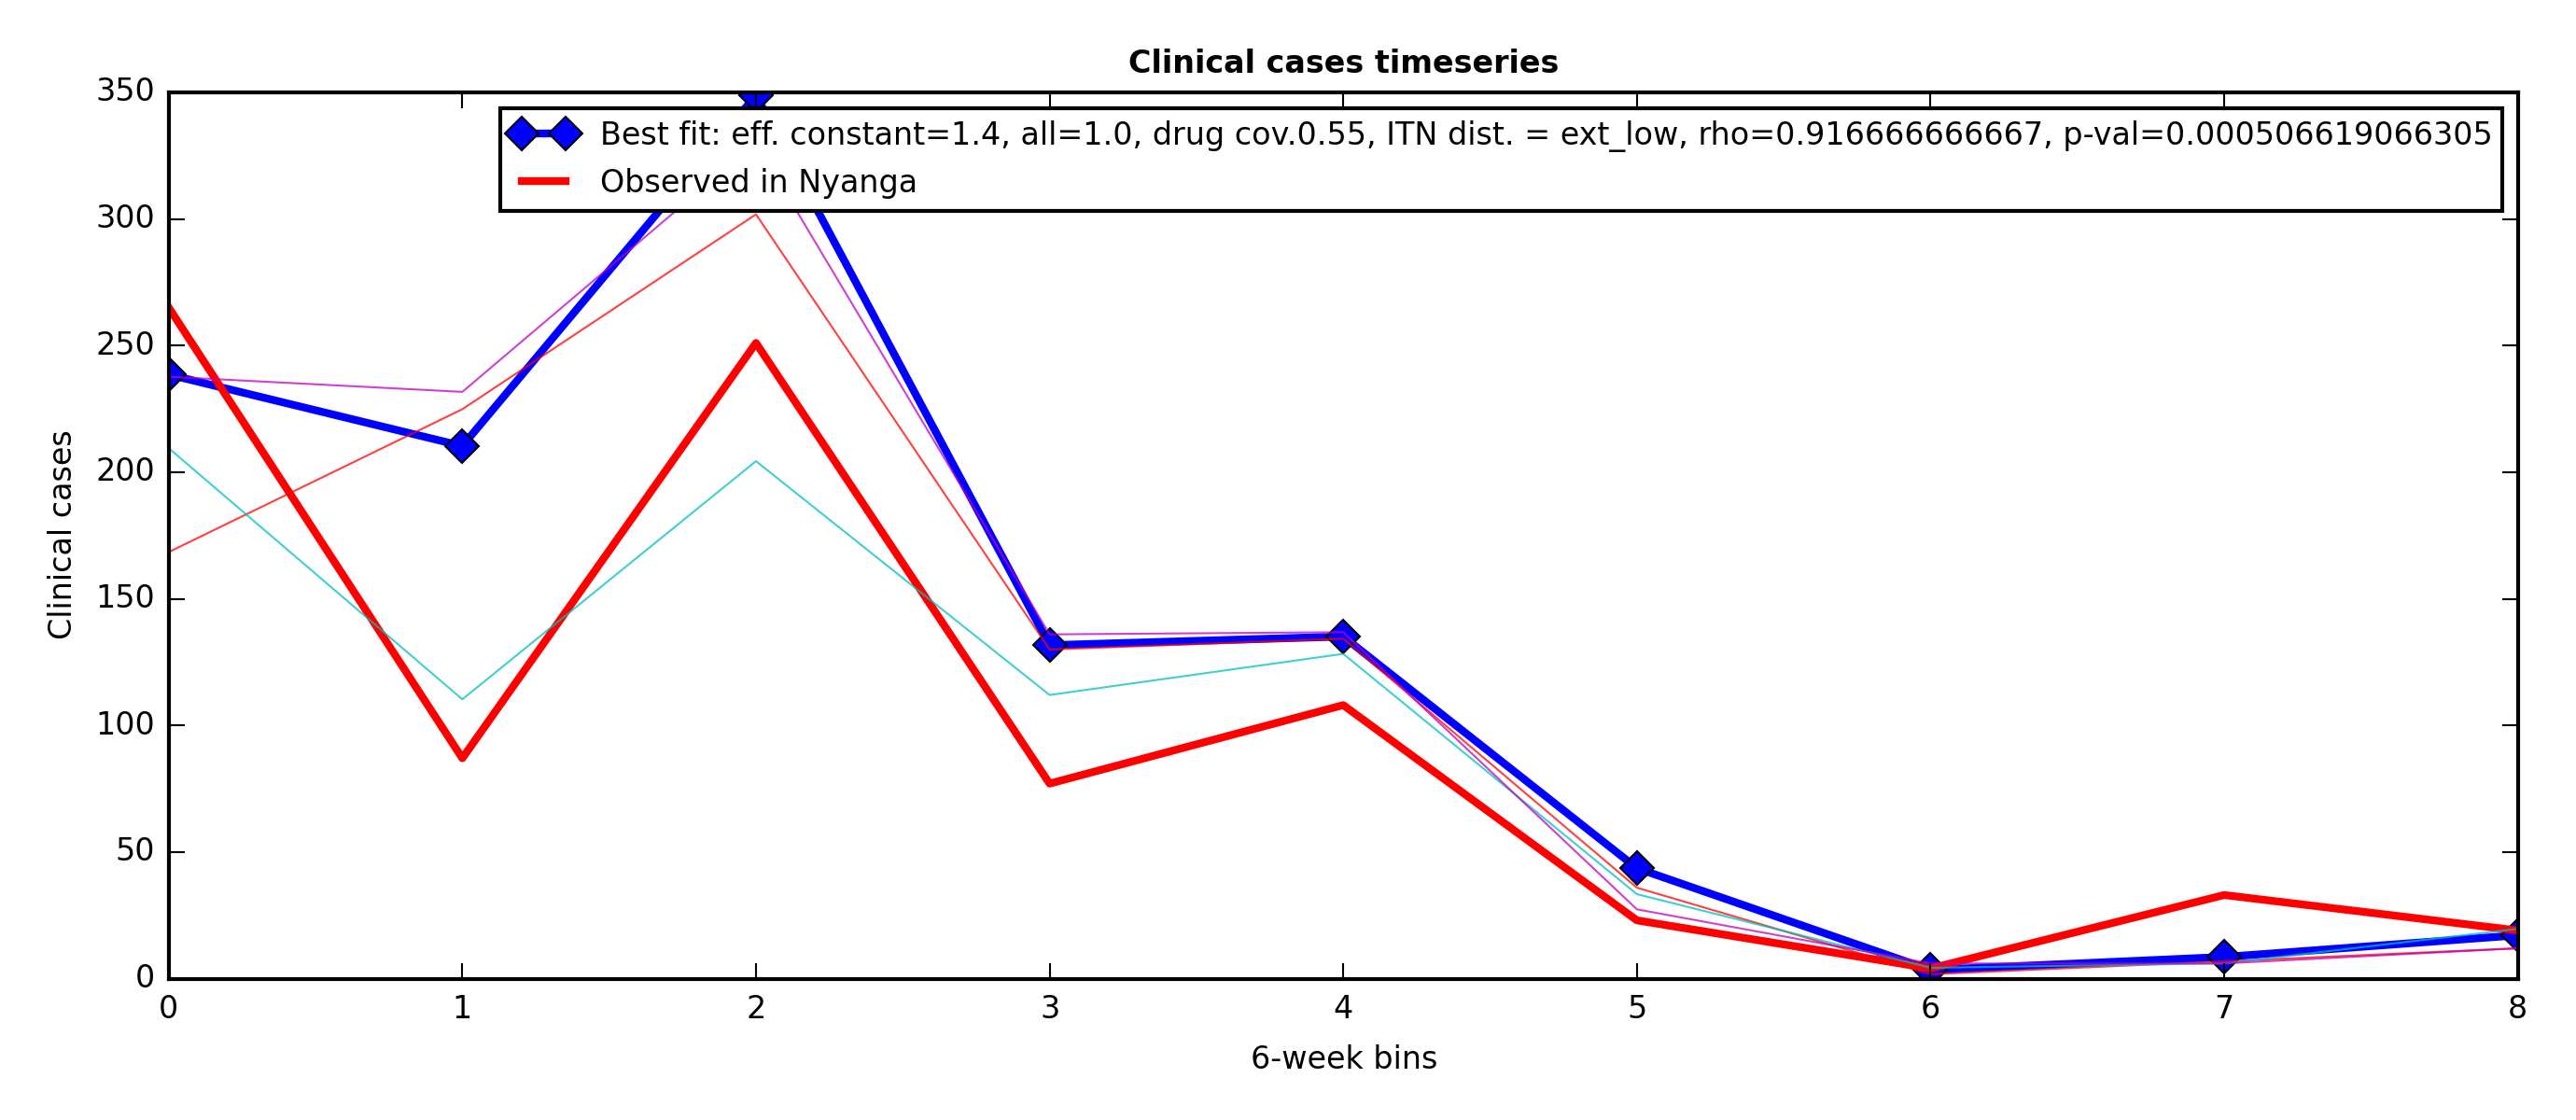 Clinical cases timeseries
350
300
250
200
150
100
50
0
Clinical cases
Best fit: eff. constant=1.4, all=1.0, drug cov.0.55, ITN dist. = ext_low, rho=0.916666666667, p-val=0.000506619066305
Observed in Nyanga
0 1 2 3 4 5 6 7 8
6-week bins